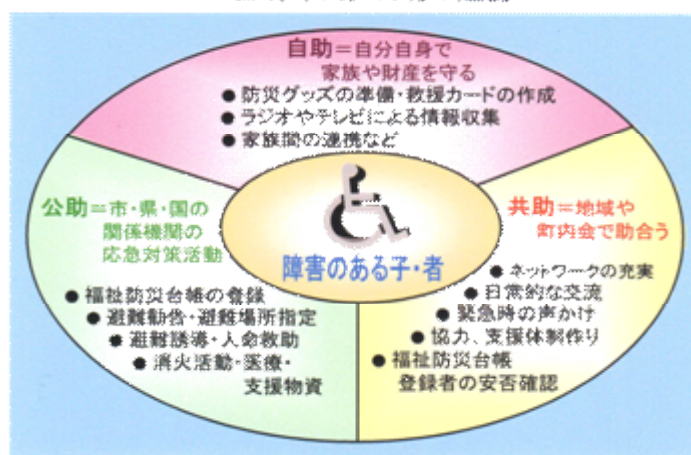 自助＝自分自身で
家族や財産を守る
● 防災グッズの準備・救援カードの作成
● ラジオやテレビによる情報収集
● 家族間の連携など
公助＝市・県・国の
関係機関の
応急対策活動
● 福祉防災台帳の登録
● 避難勧告・避難場所指定
● 避難誘導・人命救助
● 消火活動・医療・
支援物資
共助＝地域や
町内会で助合う
● ネットワークの充実
● 日常的な交流
● 緊急時の声かけ
● 協力、支援体制作り
● 福祉防災台帳
登録者の安否確認
障害のある子・者